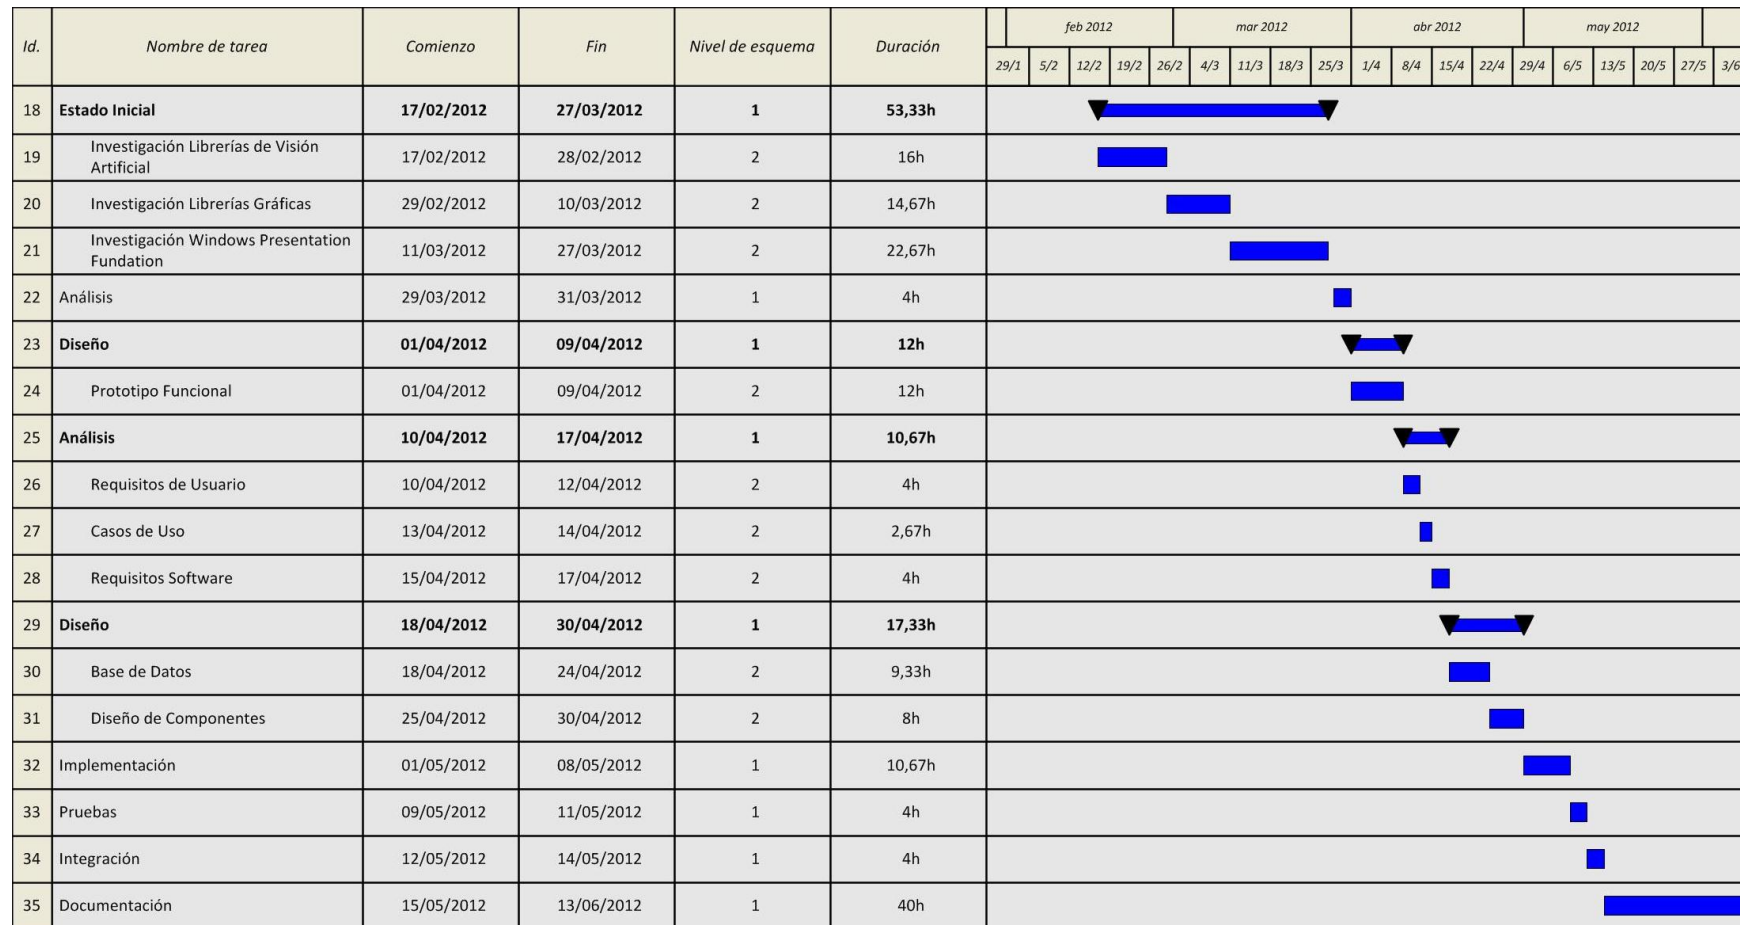 Id. Nombre de tarea Comienzo Fin Nivel de esquema Duración feb 2012 mar 2012 abr 2012 may 2012
29/1 5/2 12/2 19/2 26/2 4/3 11/3 18/3 25/3 1/4 8/4 15/4 22/4 29/4 6/5 13/5 20/5 27/5 3/6
18 Estado Inicial 17/02/2012 27/03/2012 1 53,33h
19 Investigación Librerías de Visión
Artificial 17/02/2012 28/02/2012 2 16h
20 Investigación Librerías Gráficas 29/02/2012 10/03/2012 2 14,67h
21 Investigación Windows Presentation
Fundation 11/03/2012 27/03/2012 2 22,67h
22 Análisis 29/03/2012 31/03/2012 1 4h
23 Diseño 01/04/2012 09/04/2012 1 12h
24 Prototipo Funcional 01/04/2012 09/04/2012 2 12h
25 Análisis 10/04/2012 17/04/2012 1 10,67h
26 Requisitos de Usuario 10/04/2012 12/04/2012 2 4h
27 Casos de Uso 13/04/2012 14/04/2012 2 2,67h
28 Requisitos Software 15/04/2012 17/04/2012 2 4h
29 Diseño 18/04/2012 30/04/2012 1 17,33h
30 Base de Datos 18/04/2012 24/04/2012 2 9,33h
31 Diseño de Componentes 25/04/2012 30/04/2012 2 8h
32 Implementación 01/05/2012 08/05/2012 1 10,67h
33 Pruebas 09/05/2012 11/05/2012 1 4h
34 Integración 12/05/2012 14/05/2012 1 4h
35 Documentación 15/05/2012 13/06/2012 1 40h